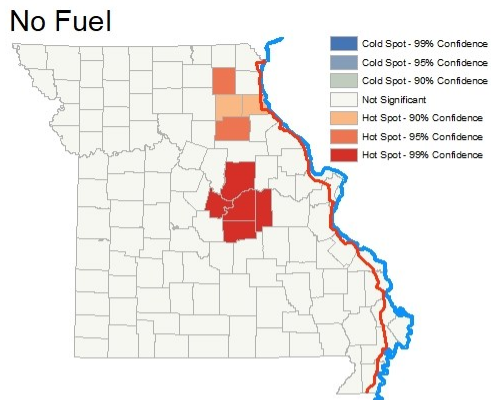 No Fuel
Cold Spot - 99% Confidence
Cold Spot - 95% Confidence
Cold Spot - 90% Confidence
Not Significant
Hot Spot - 90% Confidence
Hot Spot - 95% Confidence
Hot Spot - 99% Confidence